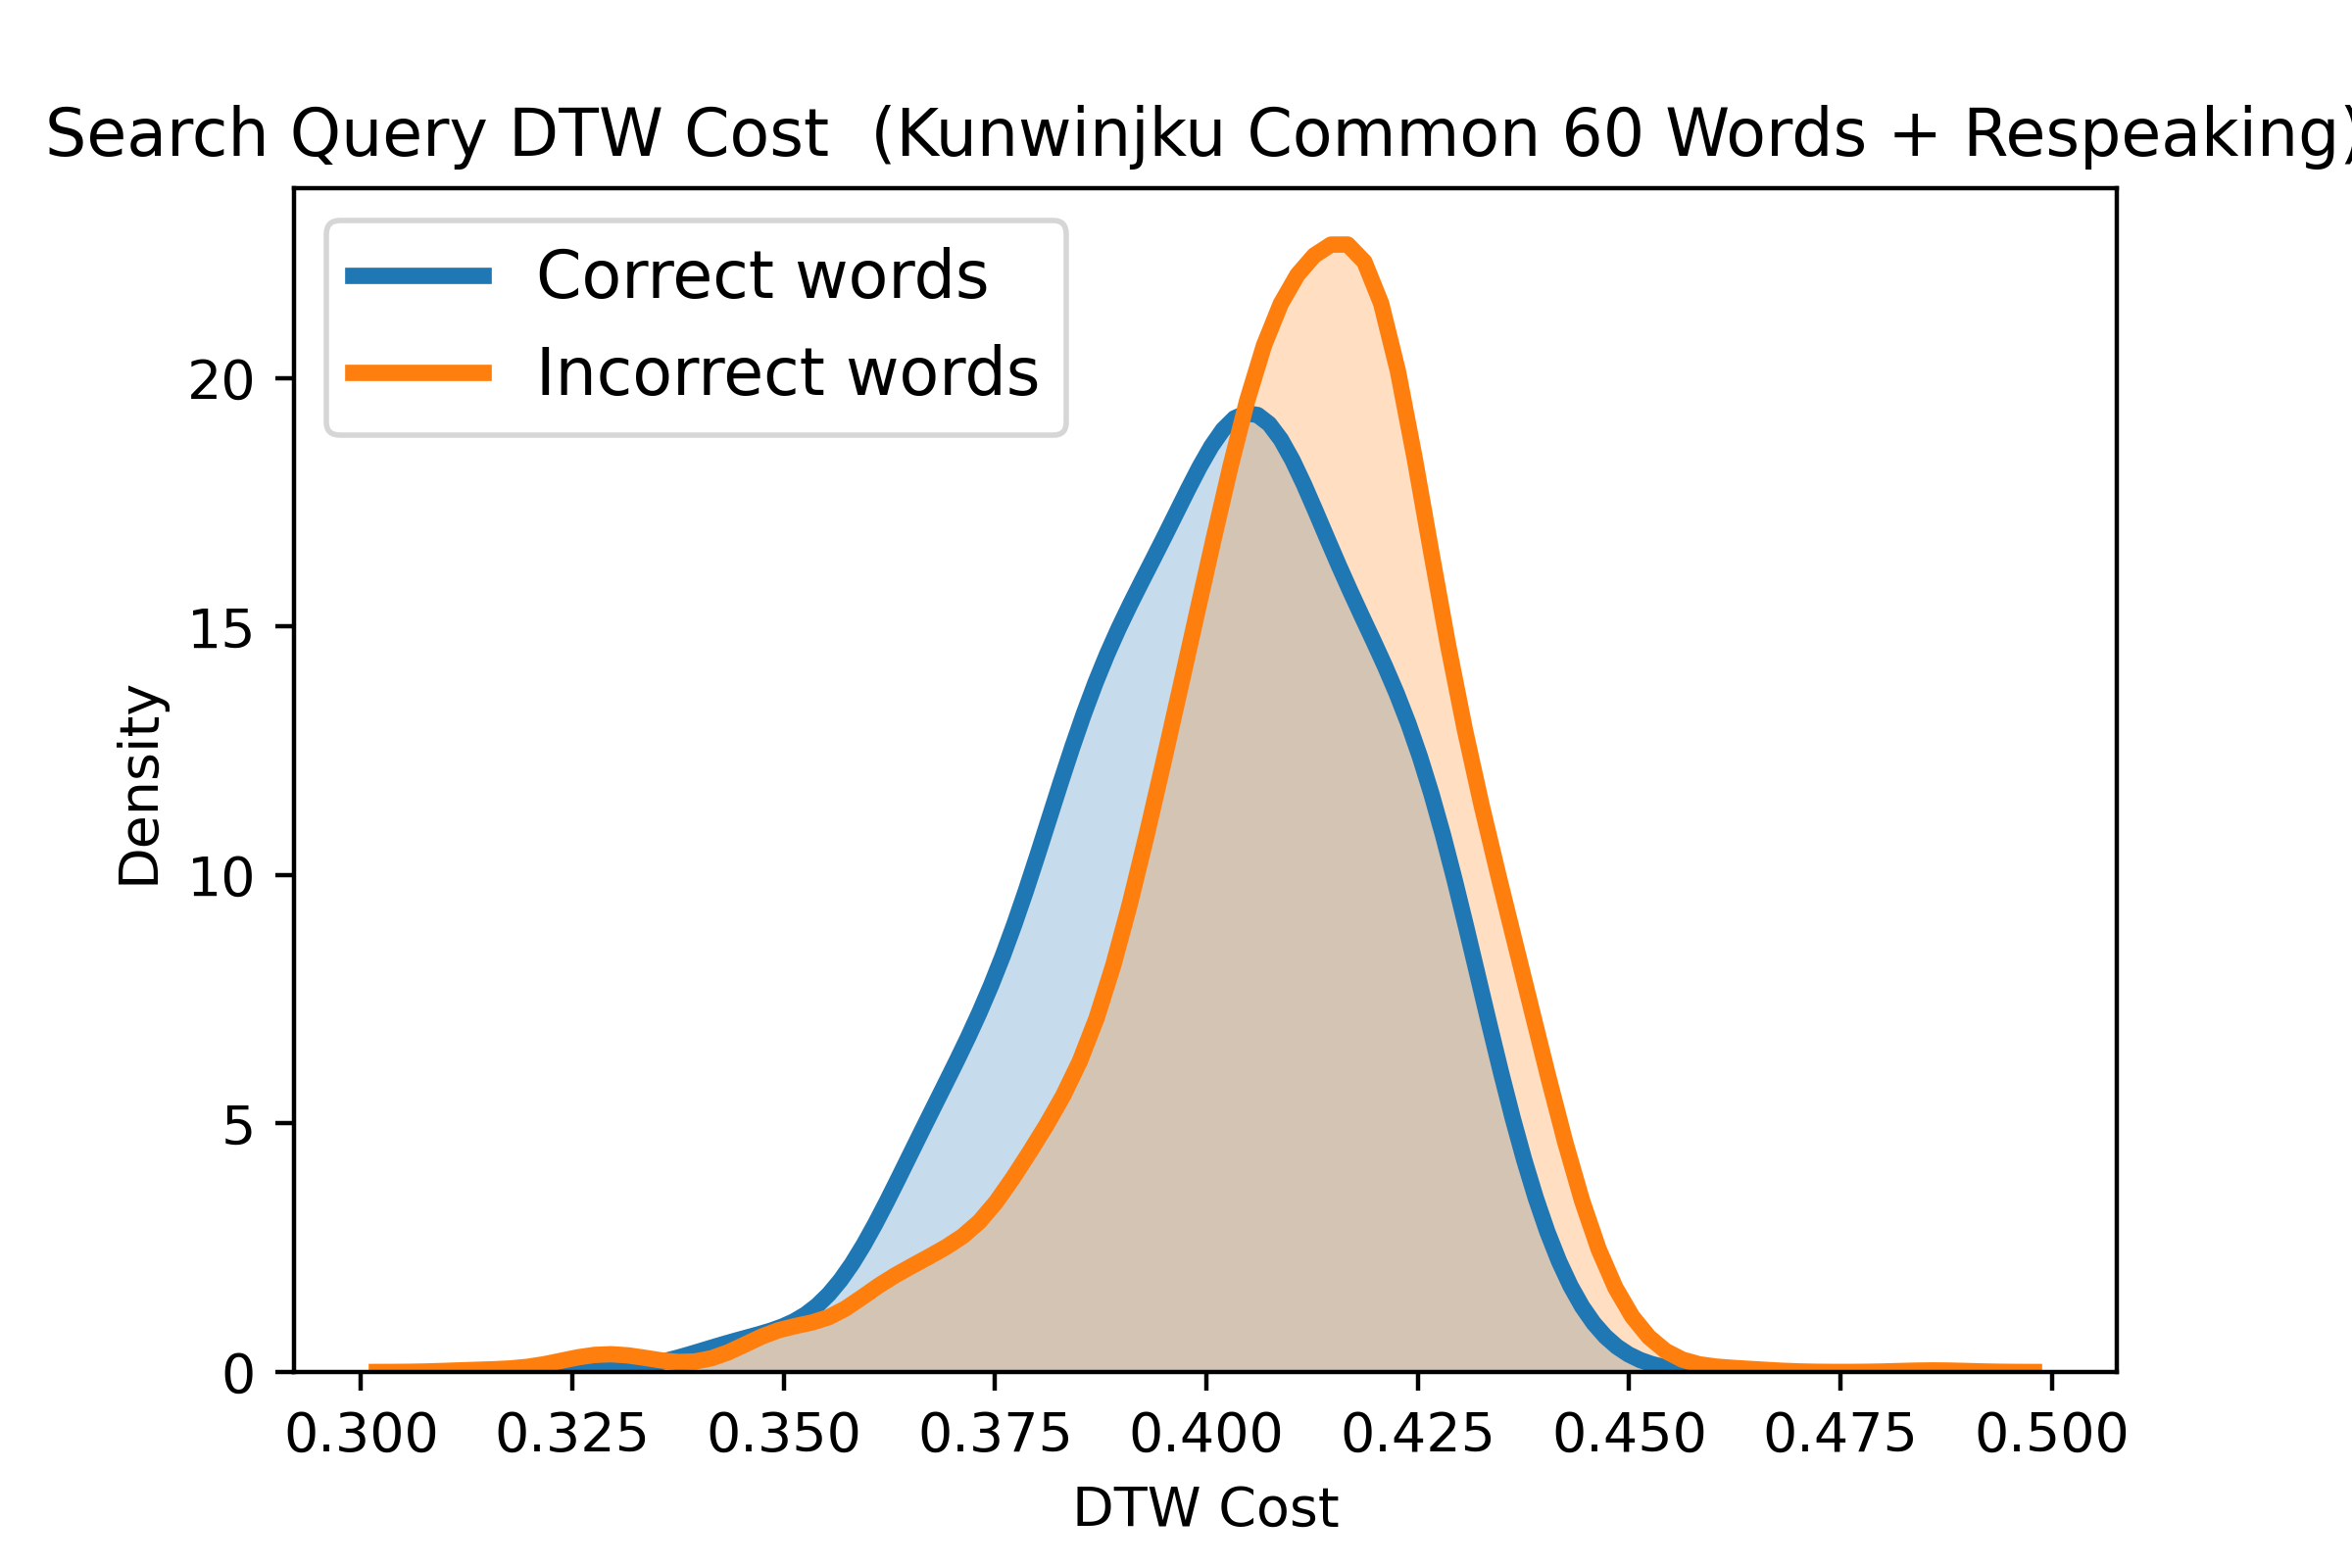 Search Query DTW Cost (Kunwinjku Common 60 Words + Respeaking)
Correct words
Incorrect words
20
15
10
5
0
Density
0.300 0.325 0.350 0.375 0.400 0.425 0.450 0.475 0.500
DTW Cost